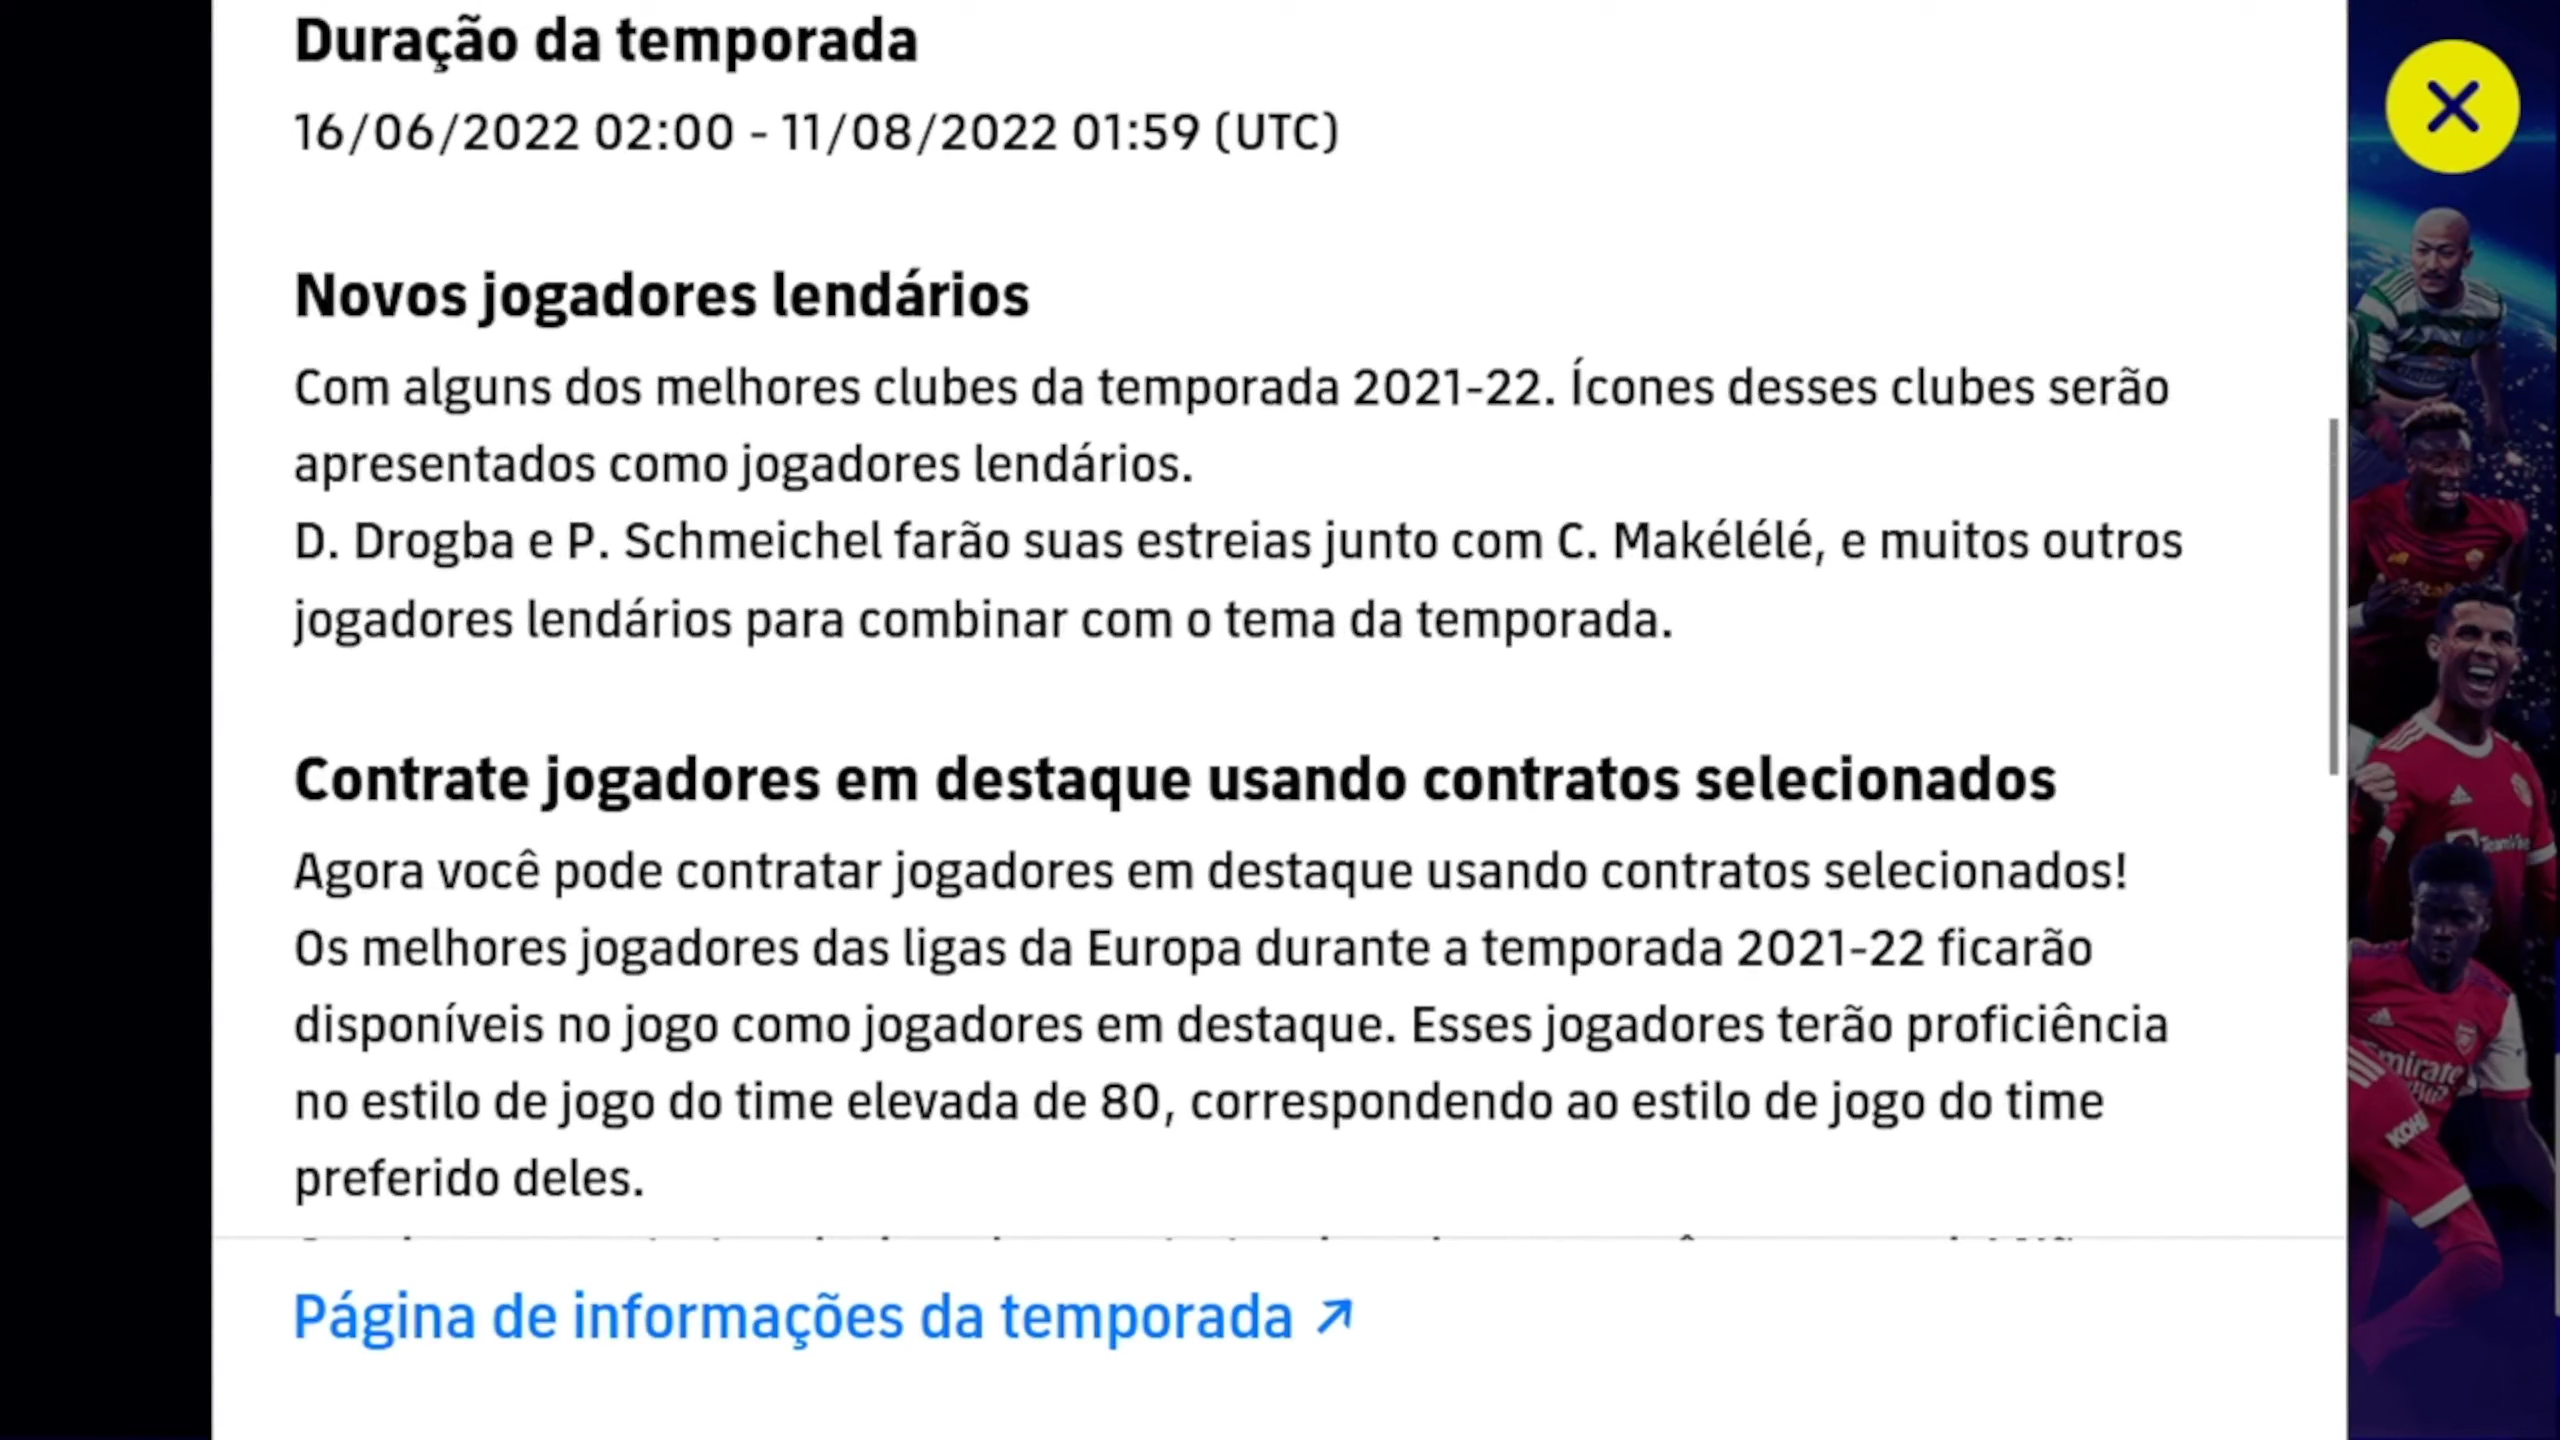 Duração da temporada
16/06/2022 02:00 - 11/08/2022 01:59 (UTC)
Novos jogadores lendários
Com alguns dos melhores clubes da temporada 2021-22. Ícones desses clubes serão
apresentados como jogadores lendários.
D. Drogba e P. Schmeichel farão suas estreias junto com C. Makélélé, e muitos outros
jogadores lendários para combinar com o tema da temporada.
Contrate jogadores em destaque usando contratos selecionados
Agora você pode contratar jogadores em destaque usando contratos selecionados!
Os melhores jogadores das ligas da Europa durante a temporada 2021-22 ficarão
disponíveis no jogo como jogadores em destaque. Esses jogadores terão proficiência
no estilo de jogo do time elevada de 80, correspondendo ao estilo de jogo do time
preferido deles.
Página de informações da temporada ↗